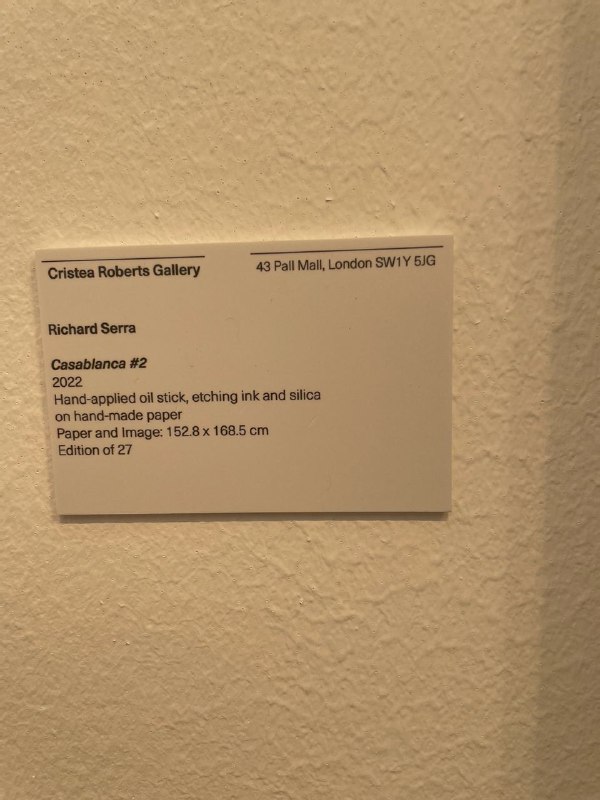 Cristea Roberts Gallery
43 Pall Mall, London SW1Y 5JG
Richard Serra
Casablanca #2
2022
Hand-applied oil stick, etching ink and silica
on hand-made paper
Paper and Image: 152.8 x 168.5 cm
Edition of 27